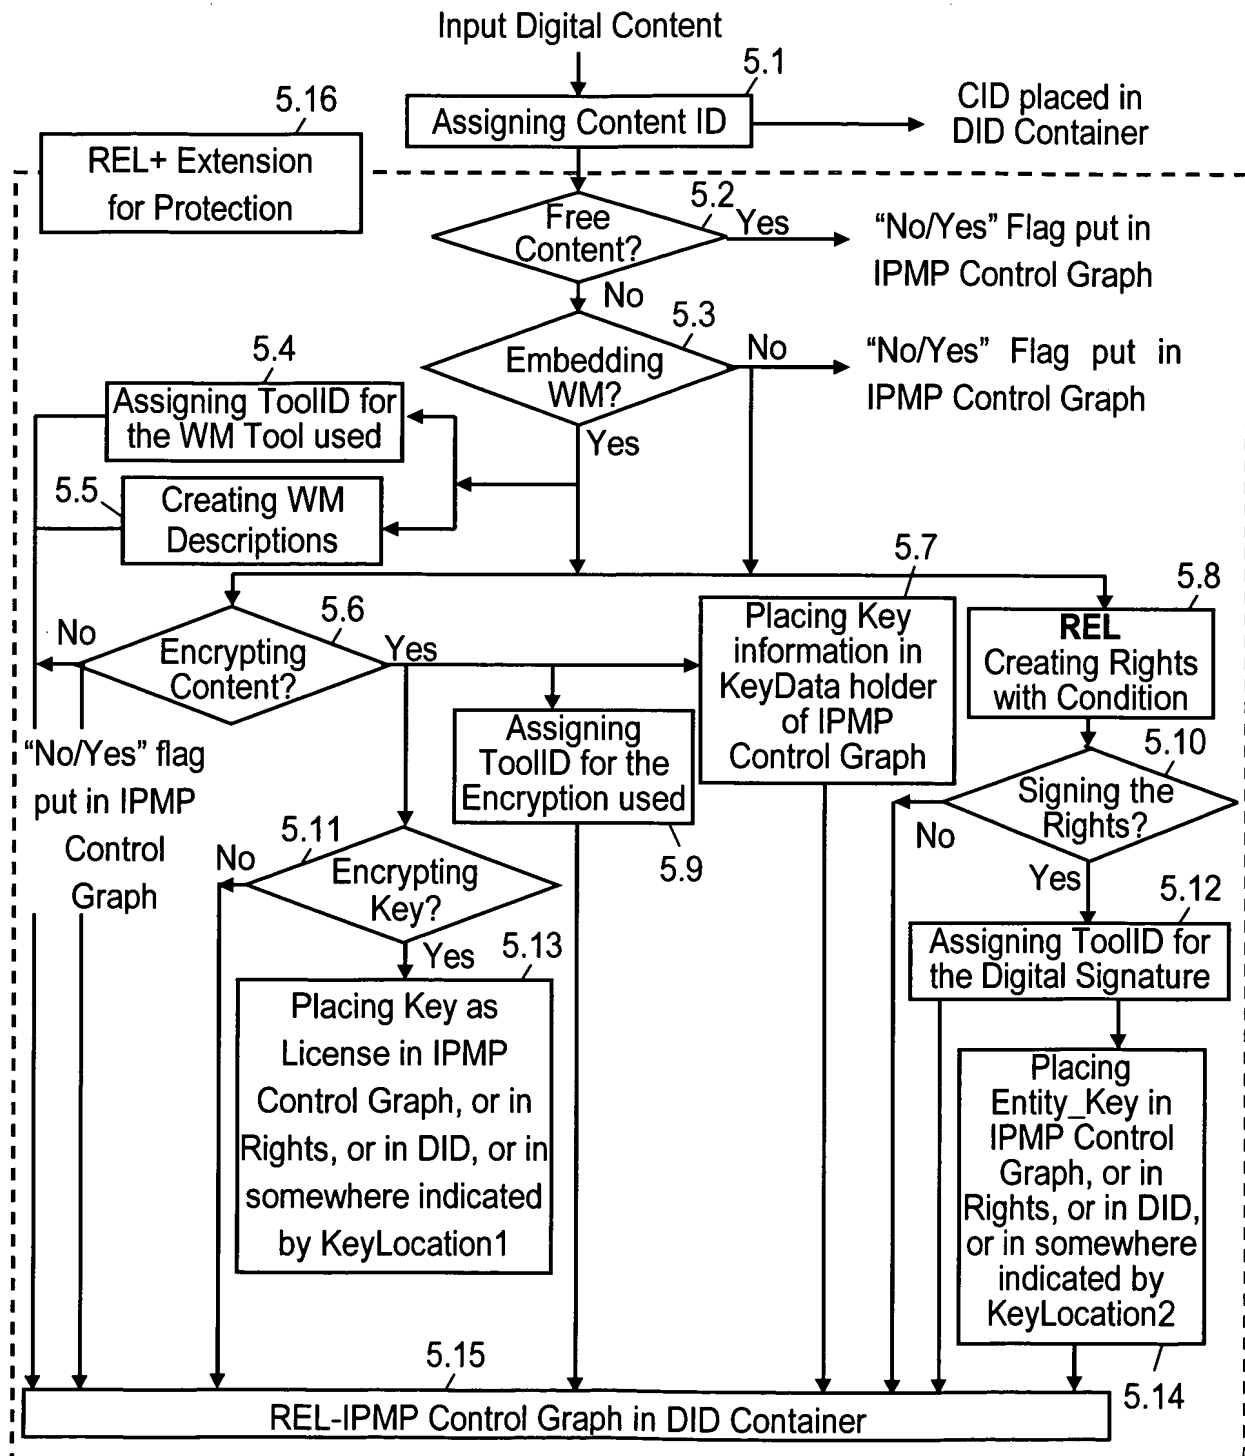 Input Digital Content
5.1
Assigning Content ID
CID placed in
DID Container
5.16
REL+ Extension
for Protection
5.2
Free
Content?
Yes
"No/Yes" Flag put in
IPMP Control Graph
No
5.3
Embedding
WM?
No
"No/Yes" Flag put in
IPMP Control Graph
Yes
5.4
Assigning ToolID for
the WM Tool used
5.5
Creating WM
Descriptions
5.6
No
Encrypting
Content?
Yes
5.7
Placing Key
information in
KeyData holder
of IPMP
Control Graph
5.8
REL
Creating Rights
with Condition
"No/Yes" flag
put in IPMP
Control
Graph
Assigning
ToolID for the
Encryption used
5.9
5.10
Signing the
Rights?
No
Yes
5.11
No
Encrypting
Key?
Yes
5.12
Assigning ToolID for
the Digital Signature
5.13
Placing Key as
License in IPMP
Control Graph, or in
Rights, or in DID, or in
somewhere indicated
by KeyLocation1
Placing
Entity_Key in
IPMP Control
Graph, or in
Rights, or in DID,
or in somewhere
indicated by
KeyLocation2
5.14
5.15
REL-IPMP Control Graph in DID Container